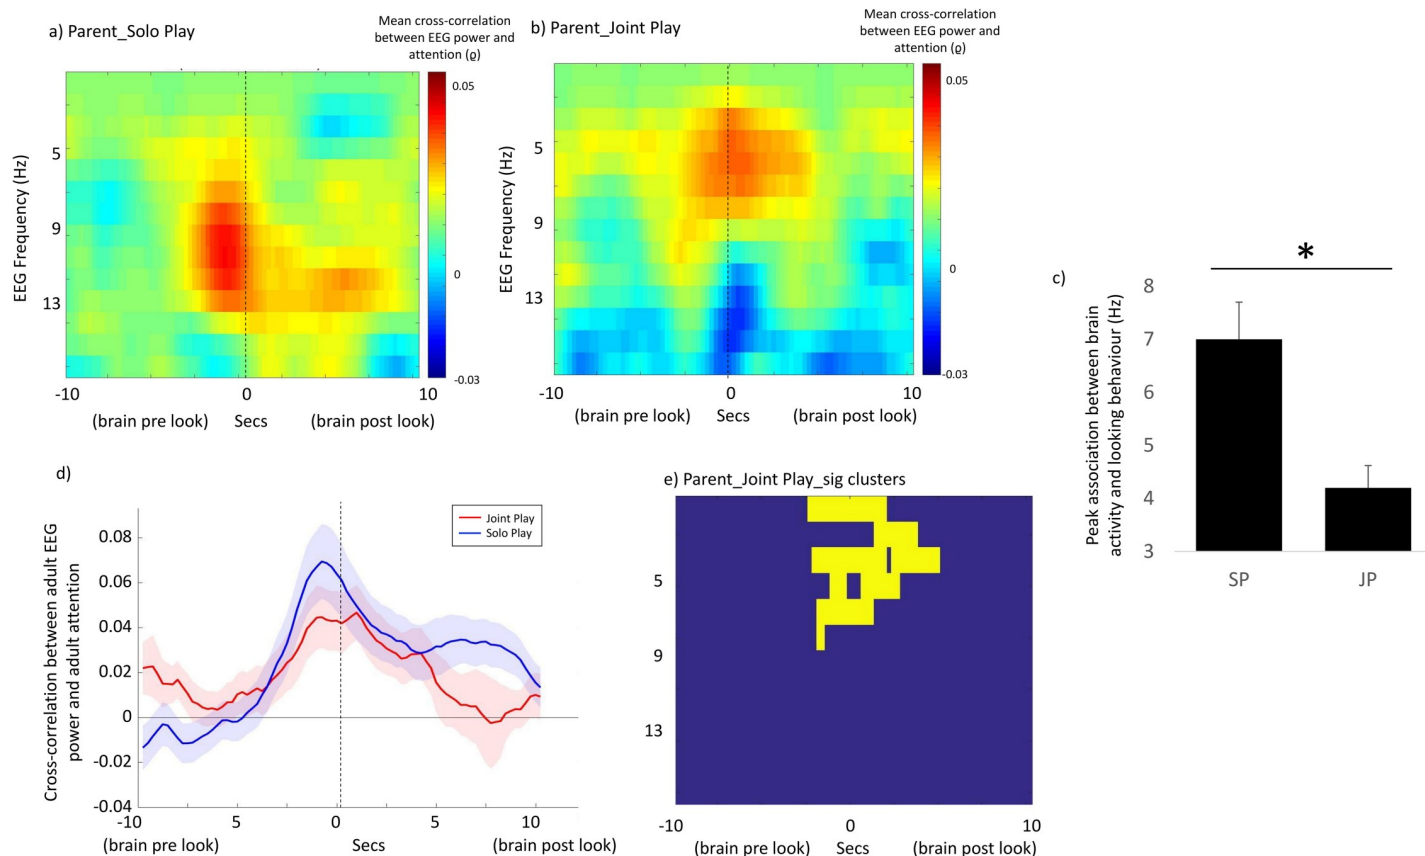 a) Parent_Solo Play
Mean cross-correlation
between EEG power and
attention (ϱ)
0.05
0
-0.03
EEG Frequency (Hz)
5
9
13
-10
0
10
(brain pre look)
Secs
(brain post look)
b) Parent_Joint Play
Mean cross-correlation
between EEG power and
attention (ϱ)
0.05
0
-0.03
EEG Frequency (Hz)
5
9
13
-10
0
10
(brain pre look)
Secs
(brain post look)
c)
*
Peak association between brain
activity and looking behaviour (Hz)
8
7
6
5
4
3
SP
JP
d)
Joint Play
Solo Play
Cross-correlation between adult EEG
power and adult attention
0.08
0.06
0.04
0.02
0
-0.02
-0.04
-10
5
0
5
10
(brain pre look)
Secs
(brain post look)
e) Parent_Joint Play_sig clusters
5
9
13
-10
0
10
(brain pre look)
Secs
(brain post look)